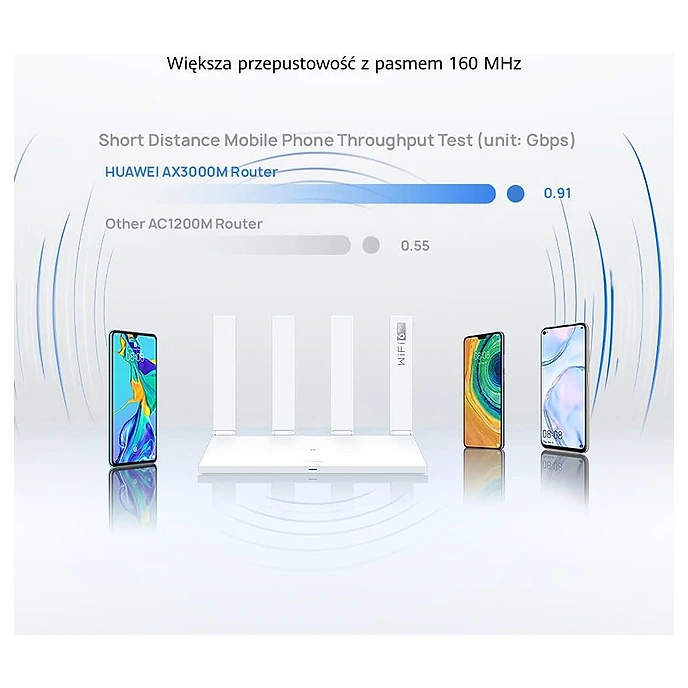 Większa przepustowość z pasmem 160 MHz
Short Distance Mobile Phone Throughput Test (unit: Gbps)
HUAWEI AX3000M Router
0.91
Other AC1200M Router
0.55
WiFi 6
08:08
08:08
08:08